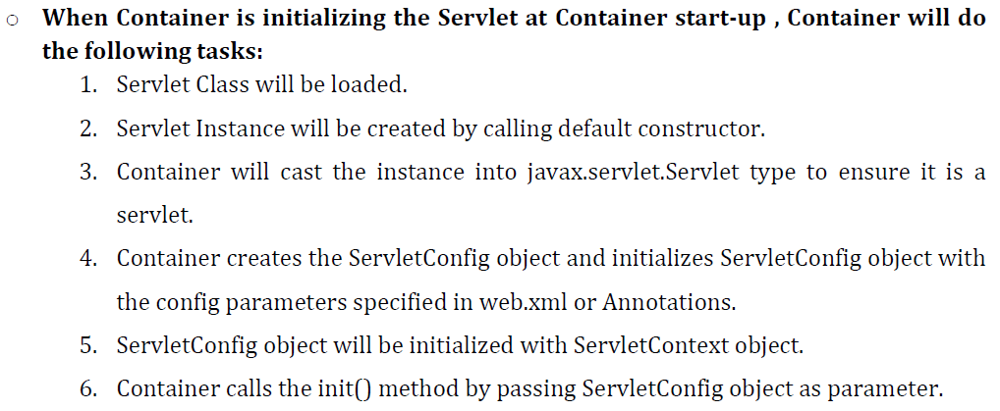 ○ When Container is initializing the Servlet at Container start-up , Container will do
the following tasks:
1. Servlet Class will be loaded.
2. Servlet Instance will be created by calling default constructor.
3. Container will cast the instance into javax.servlet.Servlet type to ensure it is a
servlet.
4. Container creates the ServletConfig object and initializes ServletConfig object with
the config parameters specified in web.xml or Annotations.
5. ServletConfig object will be initialized with ServletContext object.
6. Container calls the init() method by passing ServletConfig object as parameter.